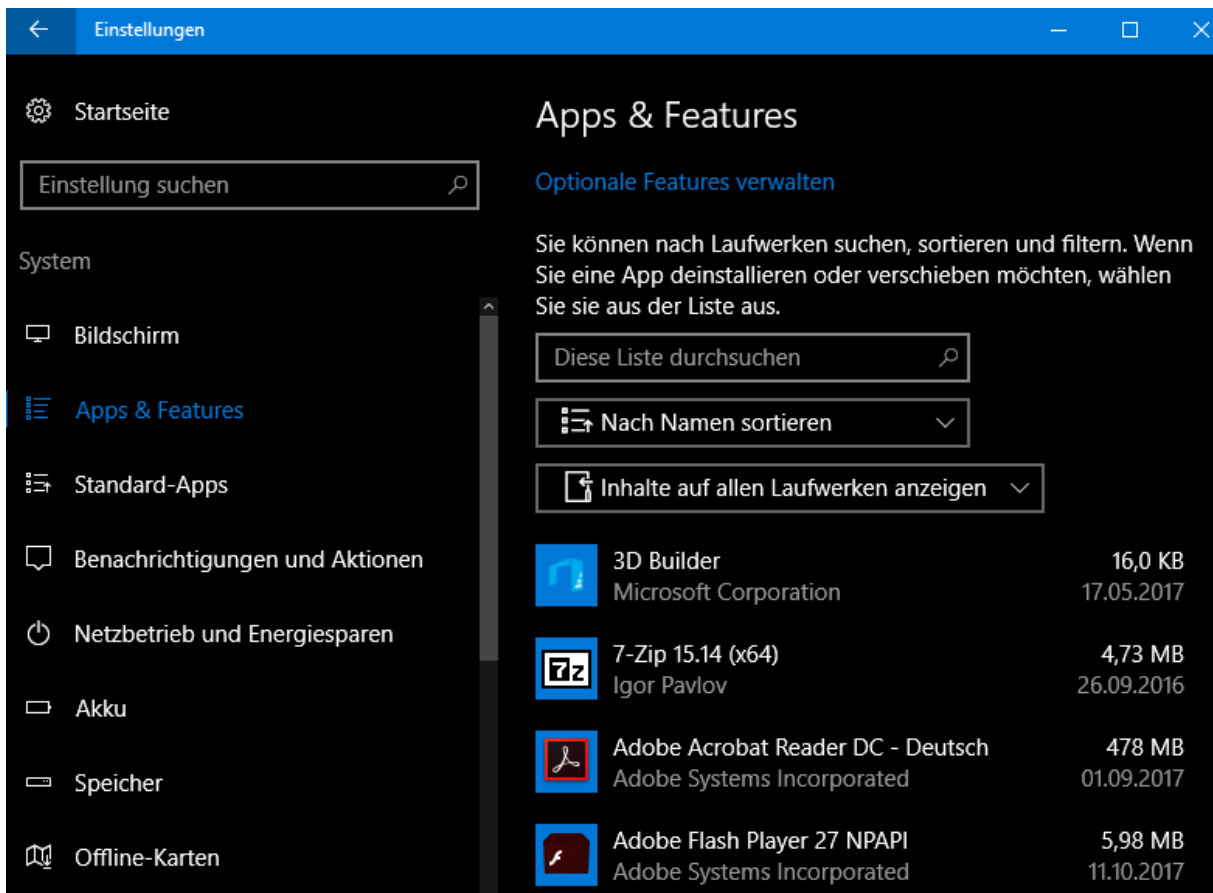 Einstellungen
Startseite
Einstellung suchen
System
Bildschirm
Apps & Features
Standard-Apps
Benachrichtigungen und Aktionen
Netzbetrieb und Energiesparen
Akku
Speicher
Offline-Karten
Apps & Features
Optionale Features verwalten
Sie können nach Laufwerken suchen, sortieren und filtern. Wenn
Sie eine App deinstallieren oder verschieben möchten, wählen
Sie sie aus der Liste aus.
Diese Liste durchsuchen
Nach Namen sortieren
Inhalte auf allen Laufwerken anzeigen
3D Builder 16,0 KB
Microsoft Corporation 17.05.2017
7z
7-Zip 15.14 (x64) 4,73 MB
Igor Pavlov 26.09.2016
Adobe Acrobat Reader DC - Deutsch 478 MB
Adobe Systems Incorporated 01.09.2017
Adobe Flash Player 27 NPAPI 5,98 MB
Adobe Systems Incorporated 11.10.2017